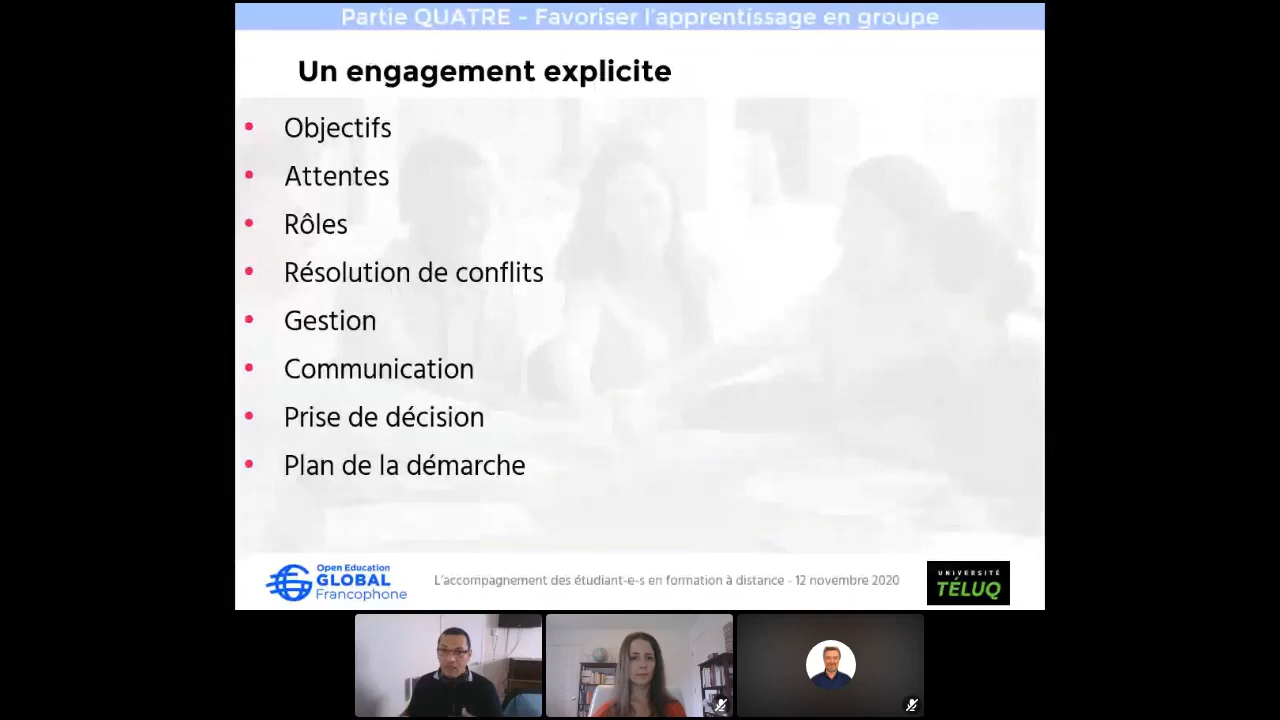 Partie QUATRE - Favoriser l'apprentissage en groupe
Un engagement explicite
• Objectifs
• Attentes
• Rôles
• Résolution de conflits
• Gestion
• Communication
• Prise de décision
• Plan de la démarche
Open Education
GLOBAL
Francophone
L'accompagnement des étudiant-e-s en formation à distance - 12 novembre 2020
UNIVERSITÉ
TÉLUQ